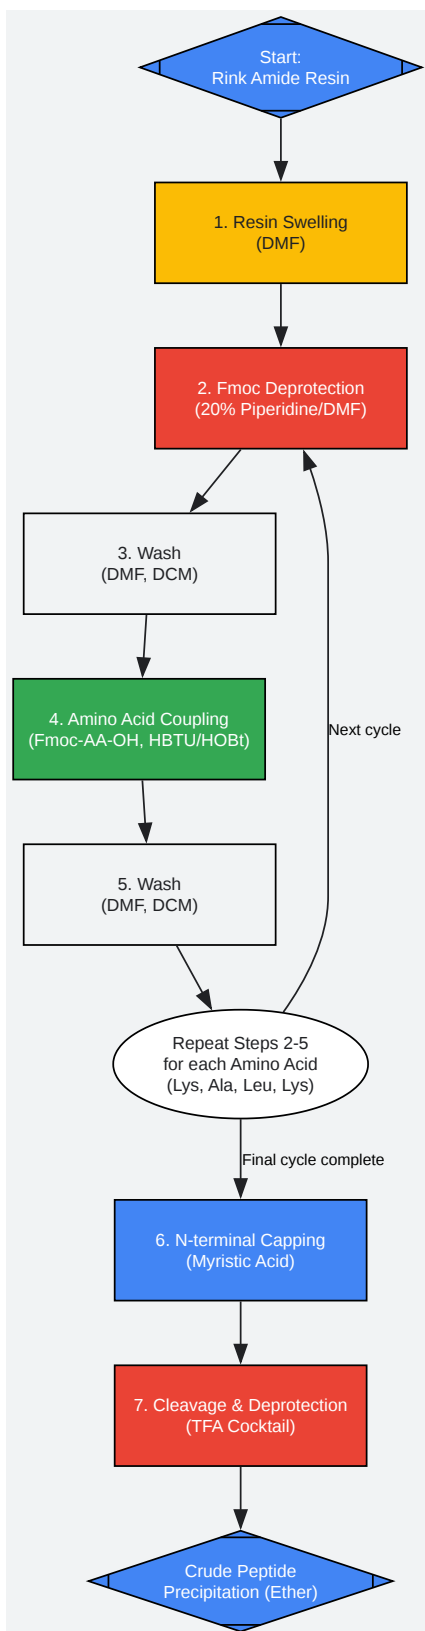 Start:
Rink Amide Resin
1. Resin Swelling
(DMF)
2. Fmoc Deprotection
(20% Piperidine/DMF)
3. Wash
(DMF, DCM)
4. Amino Acid Coupling
(Fmoc-AA-OH, HBTU/HOBt)
Next cycle
5. Wash
(DMF, DCM)
Repeat Steps 2-5
for each Amino Acid
(Lys, Ala, Leu, Lys)
Final cycle complete
6. N-terminal Capping
(Myristic Acid)
7. Cleavage & Deprotection
(TFA Cocktail)
Crude Peptide
Precipitation (Ether)